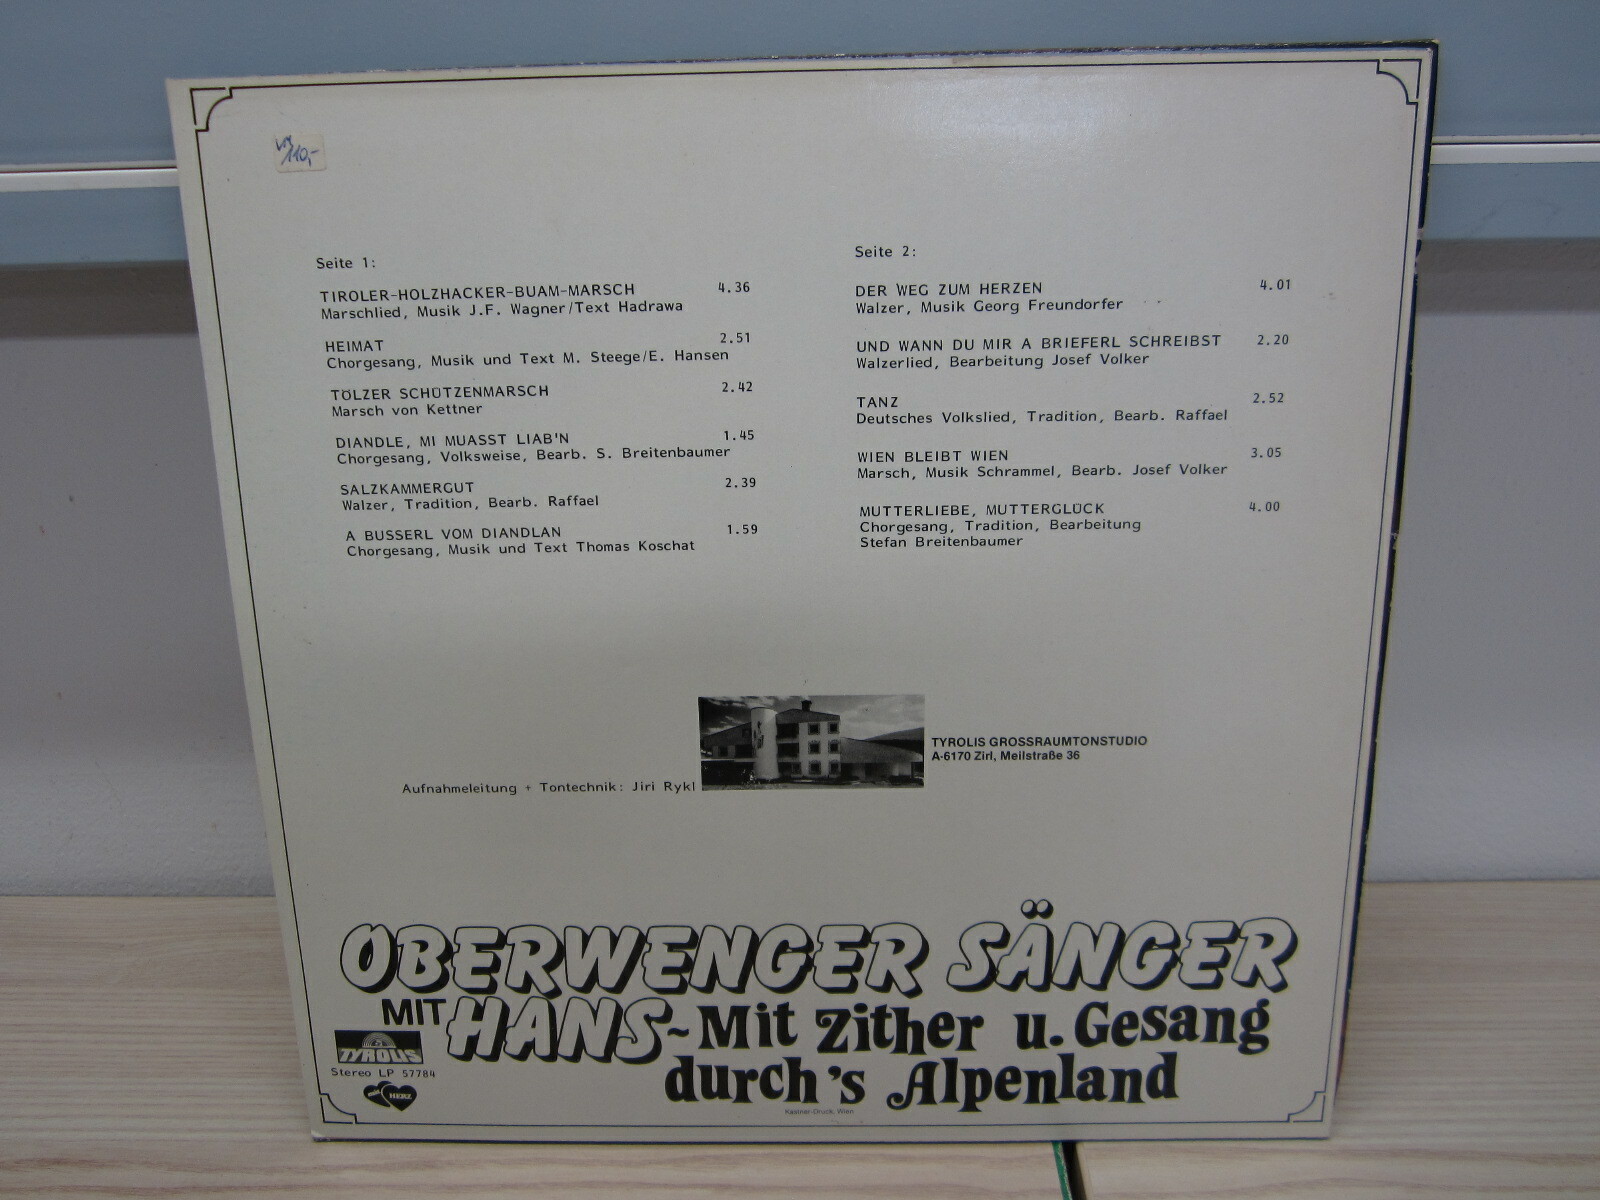 110,-
Seite 1:
TIROLER-HOLZHACKER-BUAM-MARSCH 4.36
Marschlied, Musik J.F. Wagner/Text Hadrawa
HEIMAT 2.51
Chorgesang, Musik und Text M. Steege/E. Hansen
TÖLZER SCHÜTZENMARSCH 2.42
Marsch von Kettner
DIANDLE, MI MUASST LIAB'N 1.45
Chorgesang, Volksweise, Bearb. S. Breitenbaumer
SALZKAMMERGUT 2.39
Walzer, Tradition, Bearb. Raffael
A BUSSERL VOM DIANDLAN 1.59
Chorgesang, Musik und Text Thomas Koschat
Seite 2:
DER WEG ZUM HERZEN 4.01
Walzer, Musik Georg Freundorfer
UND WANN DU MIR A BRIEFERL SCHREIBST 2.20
Walzerlied, Bearbeitung Josef Volker
TANZ 2.52
Deutsches Volkslied, Tradition, Bearb. Raffael
WIEN BLEIBT WIEN 3.05
Marsch, Musik Schrammel, Bearb. Josef Volker
MUTTERLIEBE, MUTTERGLÜCK 4.00
Chorgesang, Tradition, Bearbeitung
Stefan Breitenbaumer
TYROLIS GROSSRAUMTONSTUDIO
A-6170 Zirl, Meilstraße 36
Aufnahmeleitung + Tontechnik: Jiri Rykl
OBERWENGER SÄNGER
MIT HANS ~ Mit Zither u. Gesang
durch's Alpenland
TYROLIS
Stereo LP 57784
HERZ
Kastner Druck, Wien